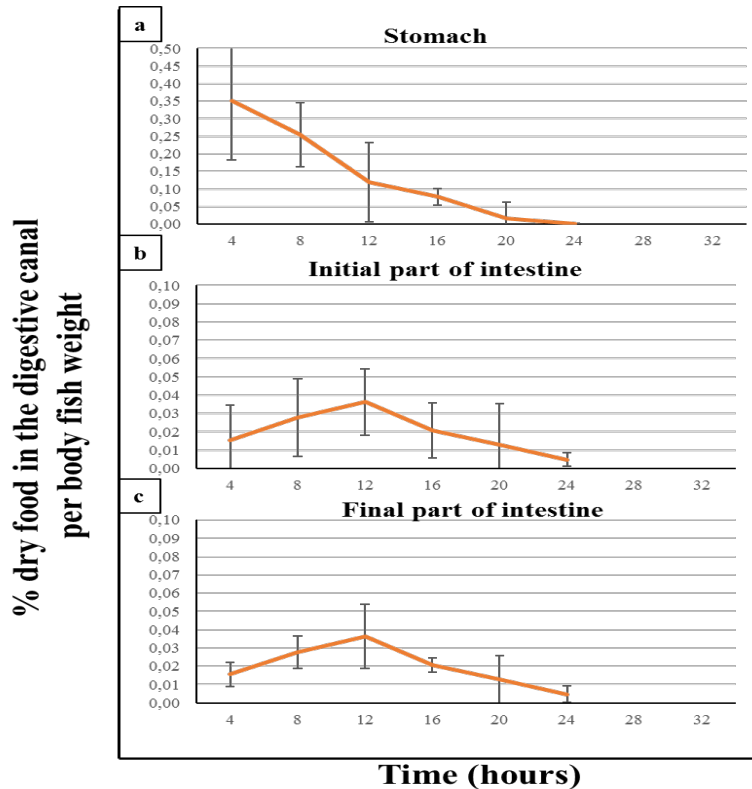 a
Stomach
0,50
0,45
0,40
0,35
0,30
0,25
0,20
0,15
0,10
0,05
0,00
4 8 12 16 20 24 28 32
b
Initial part of intestine
0,10
0,09
0,08
0,07
0,06
0,05
0,04
0,03
0,02
0,01
0,00
4 8 12 16 20 24 28 32
c
Final part of intestine
0,10
0,09
0,08
0,07
0,06
0,05
0,04
0,03
0,02
0,01
0,00
4 8 12 16 20 24 28 32
% dry food in the digestive canal
per body fish weight
Time (hours)